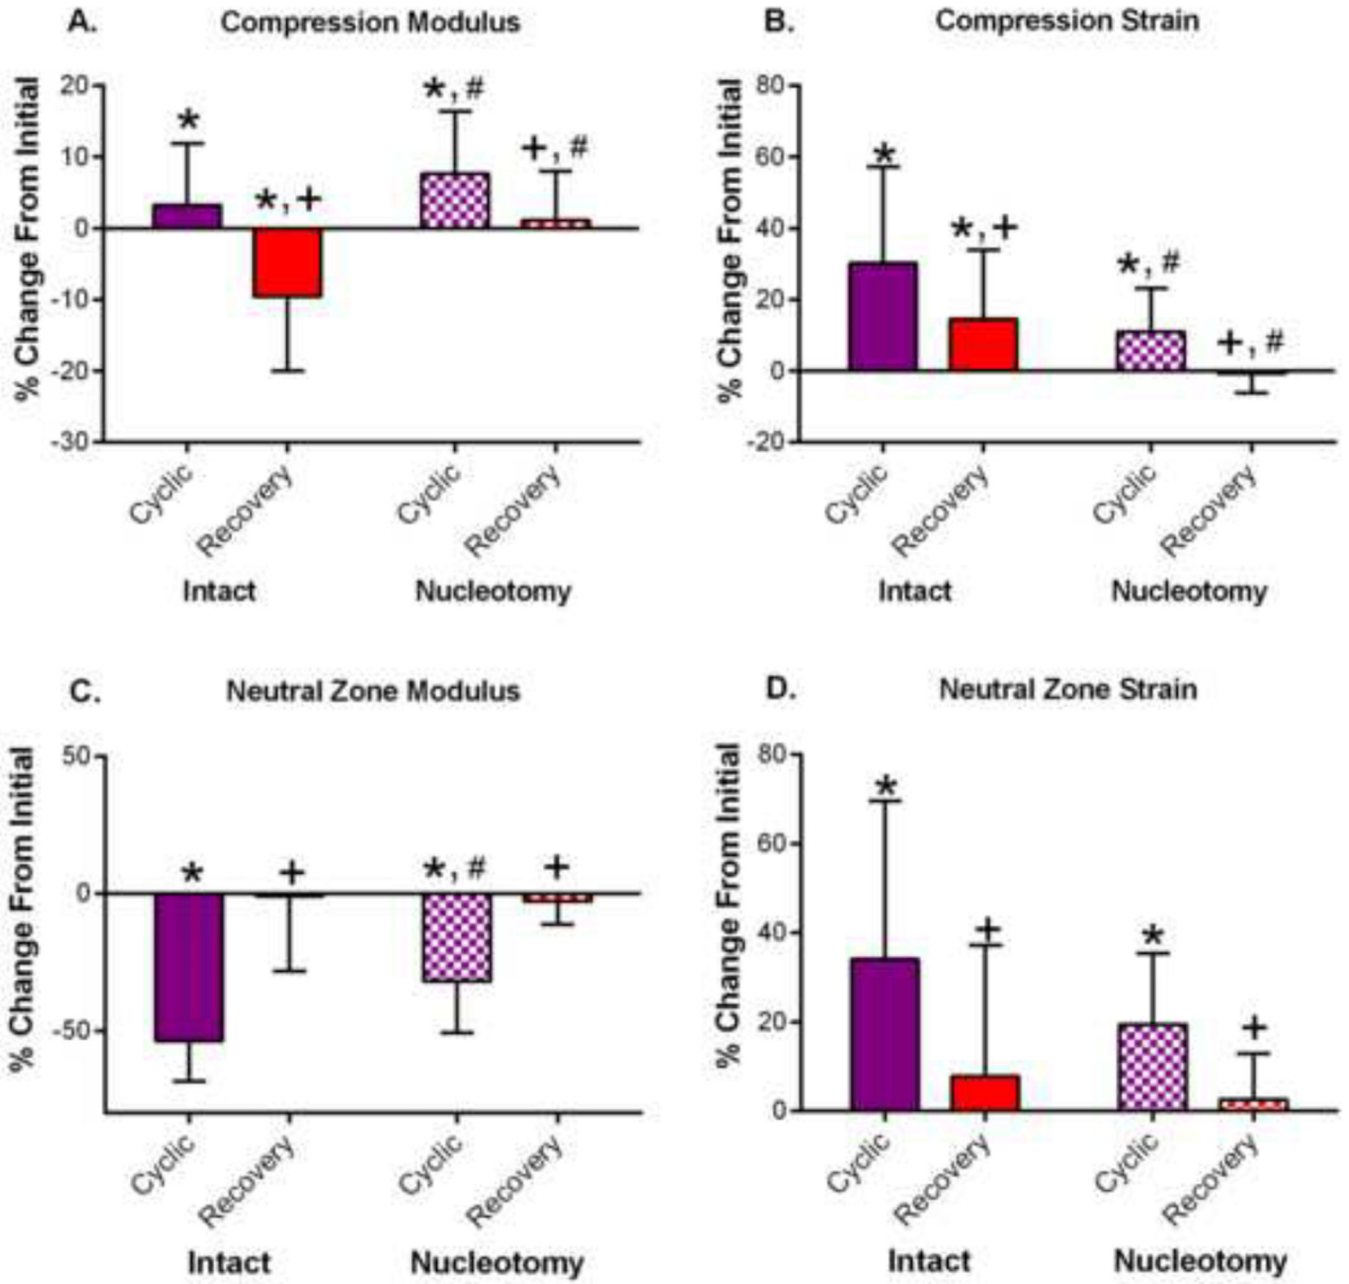 A. Compression Modulus
% Change From Initial
20
10
0
-10
-20
-30
*
*, +
*, #
+, #
Cyclic
Recovery
Cyclic
Recovery
Intact
Nucleotomy
B. Compression Strain
% Change From Initial
80
60
40
20
0
-20
*
*, +
*, #
+, #
Cyclic
Recovery
Cyclic
Recovery
Intact
Nucleotomy
C. Neutral Zone Modulus
% Change From Initial
50
0
-50
*
+
*, #
+
Cyclic
Recovery
Cyclic
Recovery
Intact
Nucleotomy
D. Neutral Zone Strain
% Change From Initial
80
60
40
20
0
*
+
*
+
Cyclic
Recovery
Cyclic
Recovery
Intact
Nucleotomy